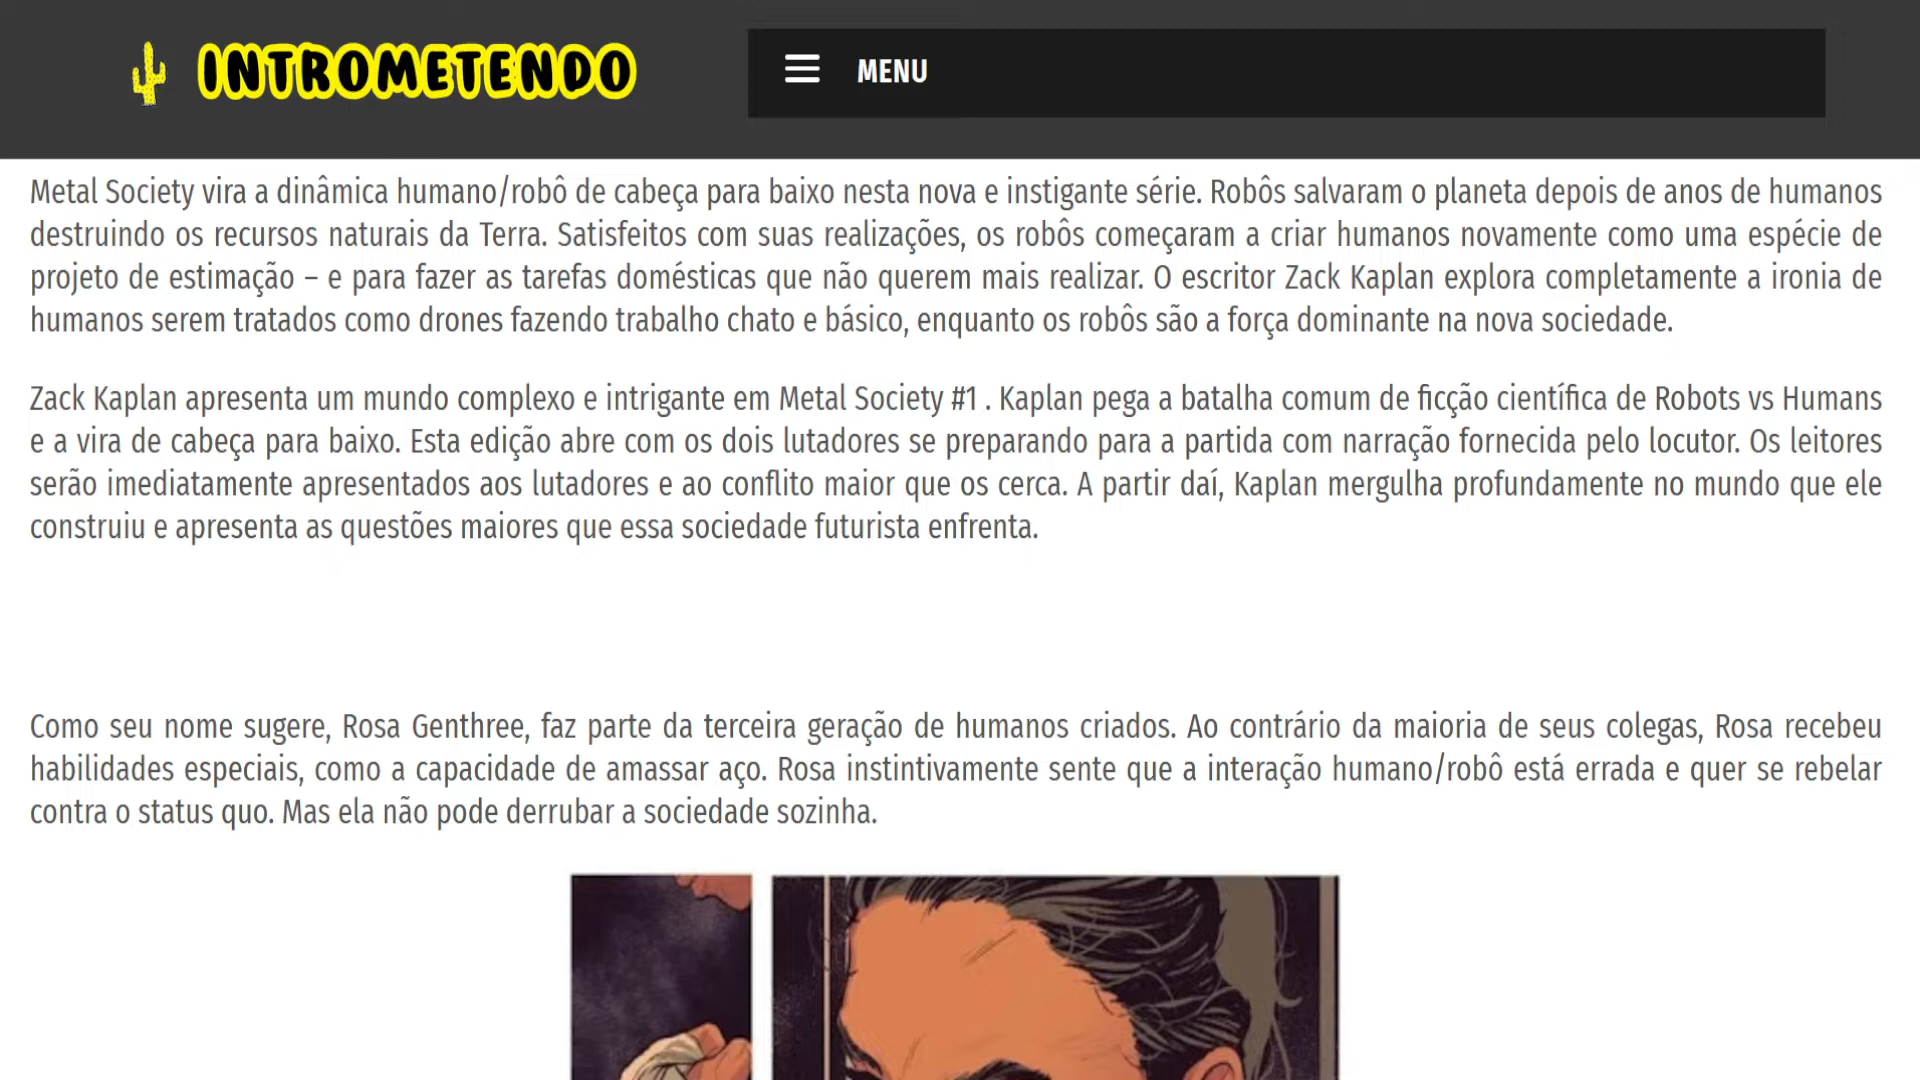 INTROMETENDO
MENU
Metal Society vira a dinâmica humano/robô de cabeça para baixo nesta nova e instigante série. Robôs salvaram o planeta depois de anos de humanos
destruindo os recursos naturais da Terra. Satisfeitos com suas realizações, os robôs começaram a criar humanos novamente como uma espécie de
projeto de estimação – e para fazer as tarefas domésticas que não querem mais realizar. O escritor Zack Kaplan explora completamente a ironia de
humanos serem tratados como drones fazendo trabalho chato e básico, enquanto os robôs são a força dominante na nova sociedade.
Zack Kaplan apresenta um mundo complexo e intrigante em Metal Society #1 . Kaplan pega a batalha comum de ficção científica de Robots vs Humans
e a vira de cabeça para baixo. Esta edição abre com os dois lutadores se preparando para a partida com narração fornecida pelo locutor. Os leitores
serão imediatamente apresentados aos lutadores e ao conflito maior que os cerca. A partir daí, Kaplan mergulha profundamente no mundo que ele
construiu e apresenta as questões maiores que essa sociedade futurista enfrenta.
Como seu nome sugere, Rosa Genthree, faz parte da terceira geração de humanos criados. Ao contrário da maioria de seus colegas, Rosa recebeu
habilidades especiais, como a capacidade de amassar aço. Rosa instintivamente sente que a interação humano/robô está errada e quer se rebelar
contra o status quo. Mas ela não pode derrubar a sociedade sozinha.